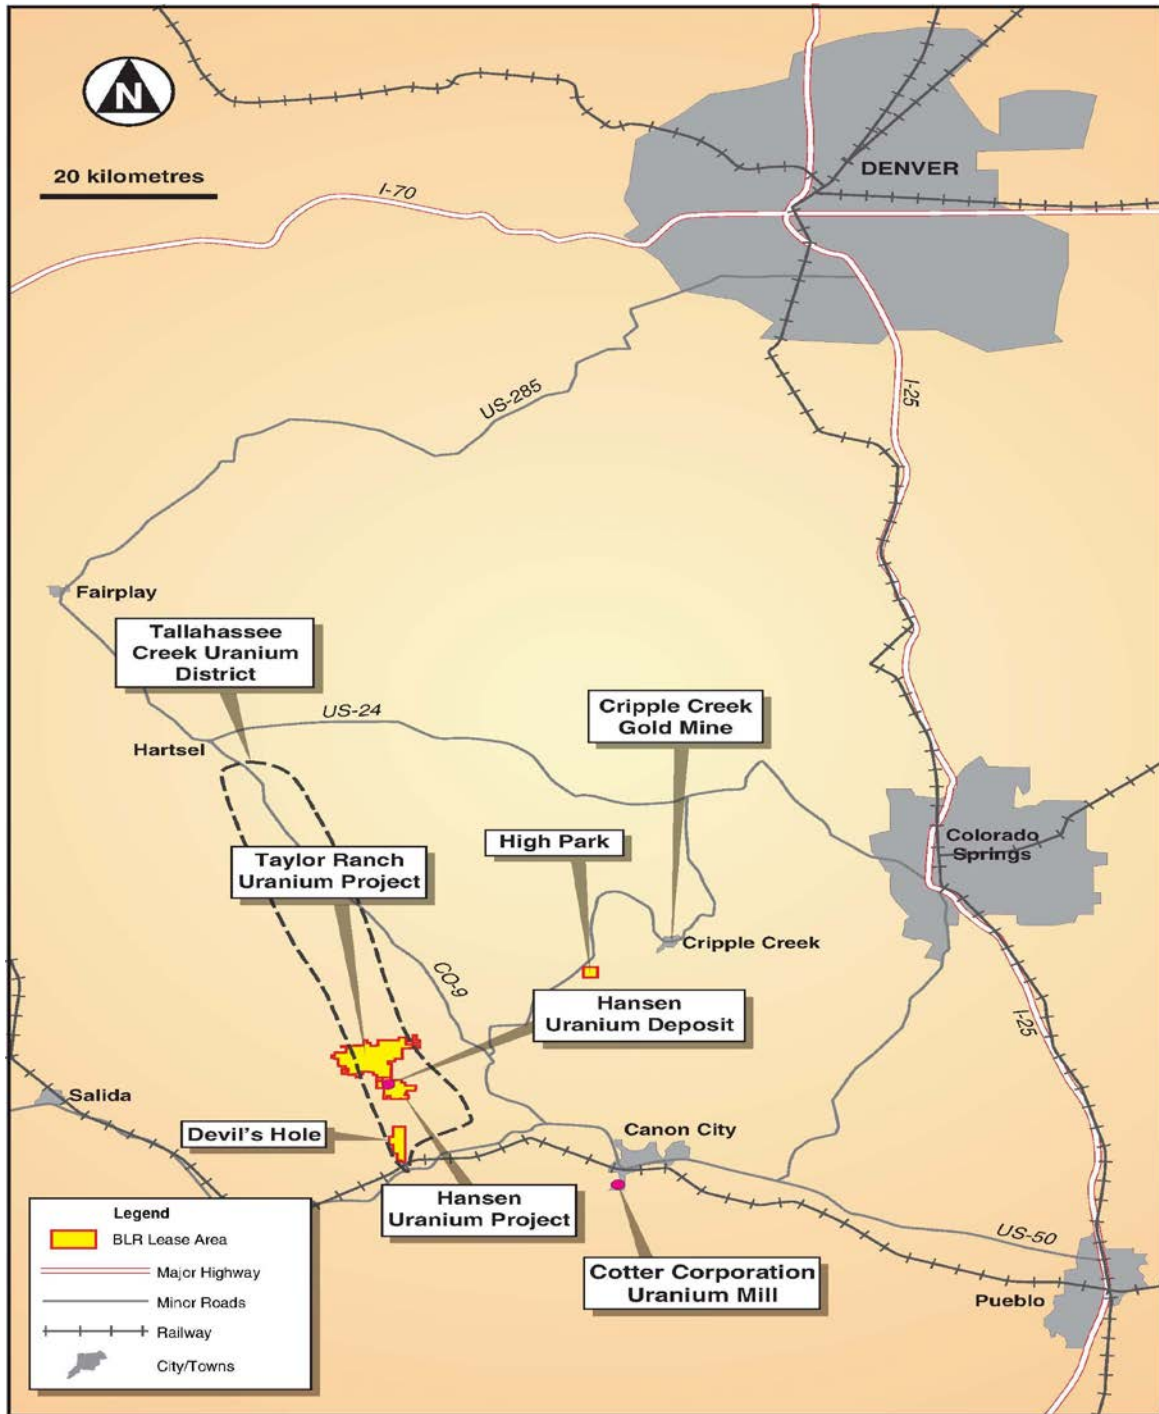 N
20 kilometres
DENVER
I-70
US-285
I-25
Fairplay
Tallahassee
Creek Uranium
District
US-24
Cripple Creek
Gold Mine
Hartsel
High Park
Colorado
Springs
Taylor Ranch
Uranium Project
Cripple Creek
CO-9
Hansen
Uranium Deposit
I-25
Salida
Devil's Hole
Canon City
Hansen
Uranium Project
US-50
Cotter Corporation
Uranium Mill
Pueblo
Legend
BLR Lease Area
Major Highway
Minor Roads
Railway
City/Towns